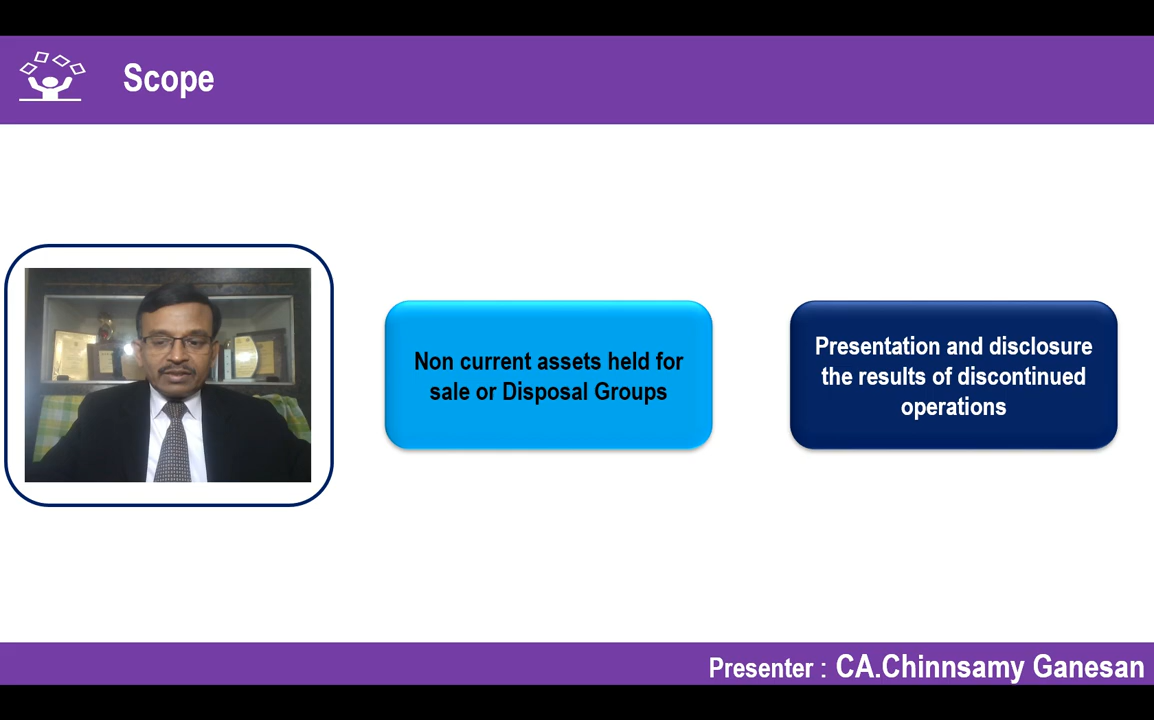 Scope
Non current assets held for
sale or Disposal Groups
Presentation and disclosure
the results of discontinued
operations
Presenter : CA.Chinnsamy Ganesan